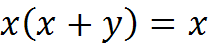 x(x + y) = x